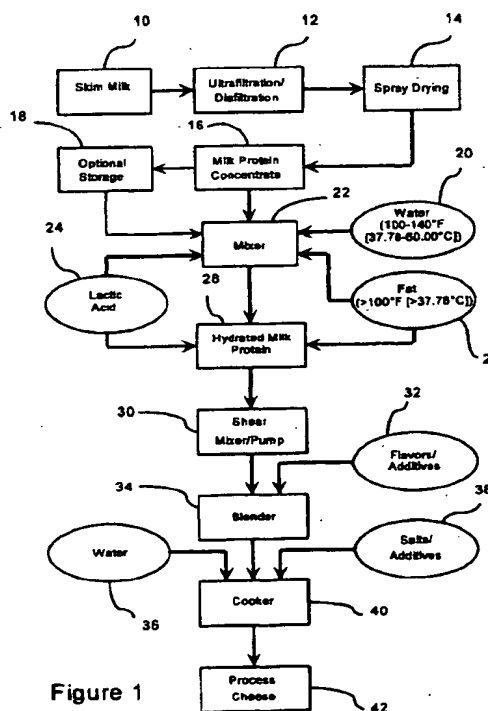 10
12
14
Skim Milk
Ultrafiltration/
Diafiltration
Spray Drying
18
16
20
Optional
Storage
Milk Protein
Concentrate
22
Water
(100-140°F
[37.78-60.00°C])
24
Mixer
Lactic
Acid
28
Fat
(>100°F [>37.78°C])
Hydrated Milk
Protein
2
30
32
Shear
Mixer/Pump
Flavors/
Additives
34
38
Blender
Water
Salts/
Additives
36
Cooker
40
Figure 1
Process
Cheese
42